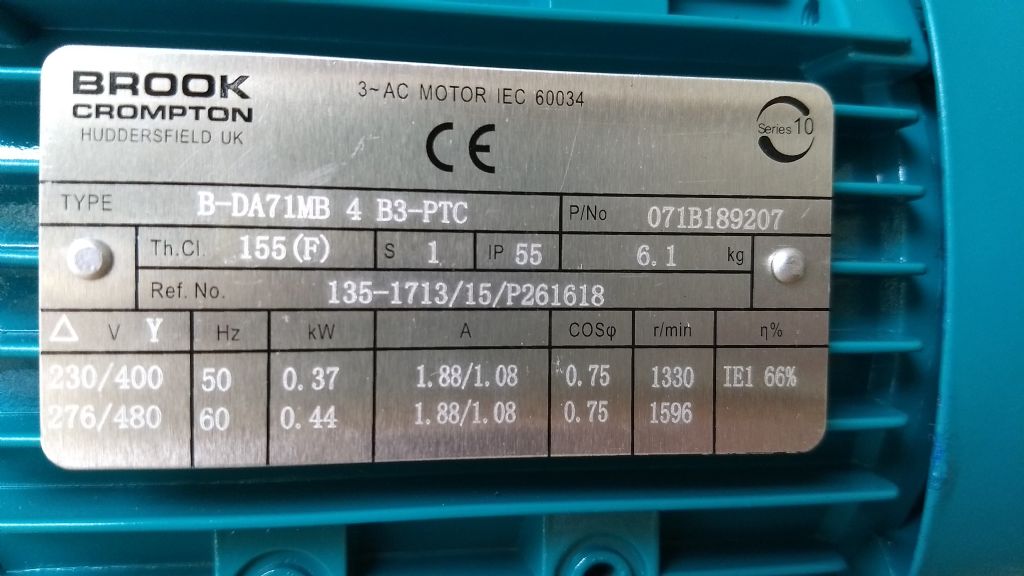 BROOK
CROMPTON
HUDDERSFIELD UK
3~AC MOTOR IEC 60034
CE
Series 10
TYPE B-DA71MB 4 B3-PTC P/No 071B189207
Th.Cl. 155(F) S 1 IP 55 6.1 kg
Ref. No. 135-1713/15/P261618
△ V Y Hz kW A COSφ r/min η%
230/400 50 0.37 1.88/1.08 0.75 1330 IE1 66%
276/480 60 0.44 1.88/1.08 0.75 1596